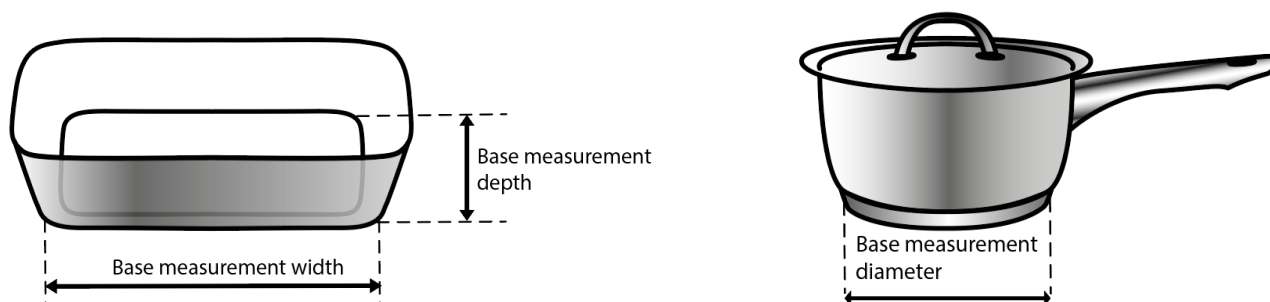 Base measurement
depth
Base measurement width
Base measurement
diameter